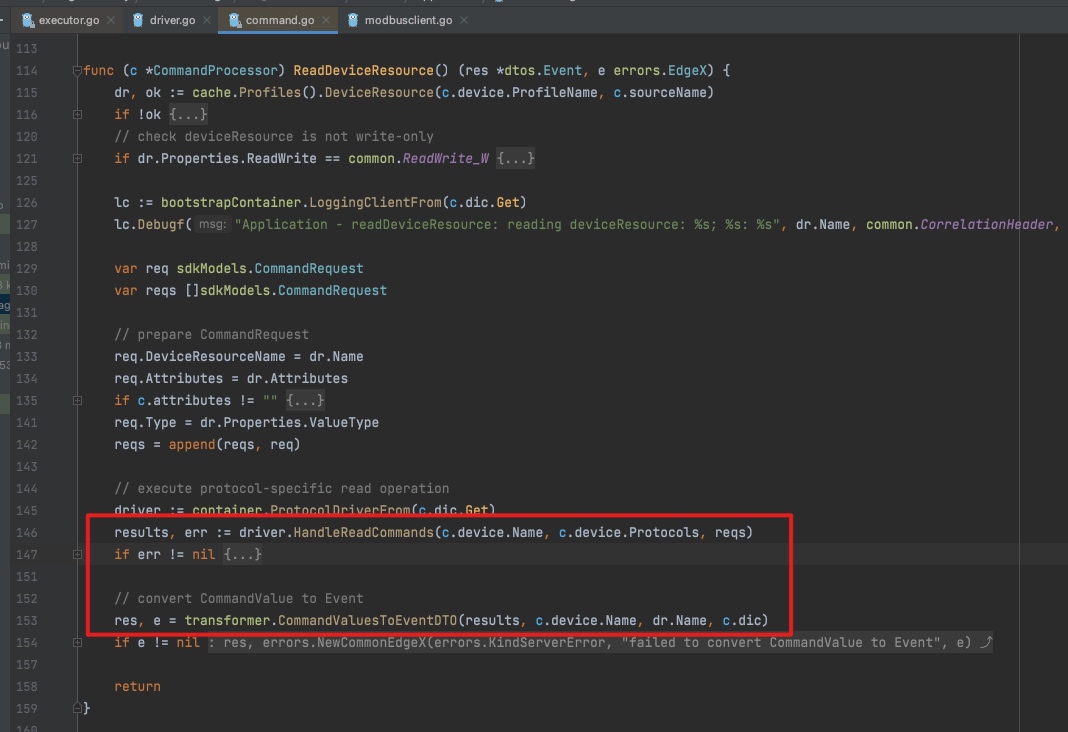 executor.go × driver.go × command.go × modbusclient.go ×
113
114 func (c *CommandProcessor) ReadDeviceResource() (res *dtos.Event, e errors.EdgeX) {
115 dr, ok := cache.Profiles().DeviceResource(c.device.ProfileName, c.sourceName)
116 if !ok {...}
120 // check deviceResource is not write-only
121 if dr.Properties.ReadWrite == common.ReadWrite_W {...}
125
126 lc := bootstrapContainer.LoggingClientFrom(c.dic.Get)
127 lc.Debugf( msg: "Application - readDeviceResource: reading deviceResource: %s; %s: %s", dr.Name, common.CorrelationHeader,
128
129 var req sdkModels.CommandRequest
130 var reqs []sdkModels.CommandRequest
131
132 // prepare CommandRequest
133 req.DeviceResourceName = dr.Name
134 req.Attributes = dr.Attributes
135 if c.attributes != "" {...}
141 req.Type = dr.Properties.ValueType
142 reqs = append(reqs, req)
143
144 // execute protocol-specific read operation
145 driver := container.ProtocolDriverFrom(c.dic.Get)
146 results, err := driver.HandleReadCommands(c.device.Name, c.device.Protocols, reqs)
147 if err != nil {...}
151
152 // convert CommandValue to Event
153 res, e = transformer.CommandValuesToEventDTO(results, c.device.Name, dr.Name, c.dic)
154 if e != nil : res, errors.NewCommonEdgeX(errors.KindServerError, "failed to convert CommandValue to Event", e) ⤴
157
158 return
159 }
160